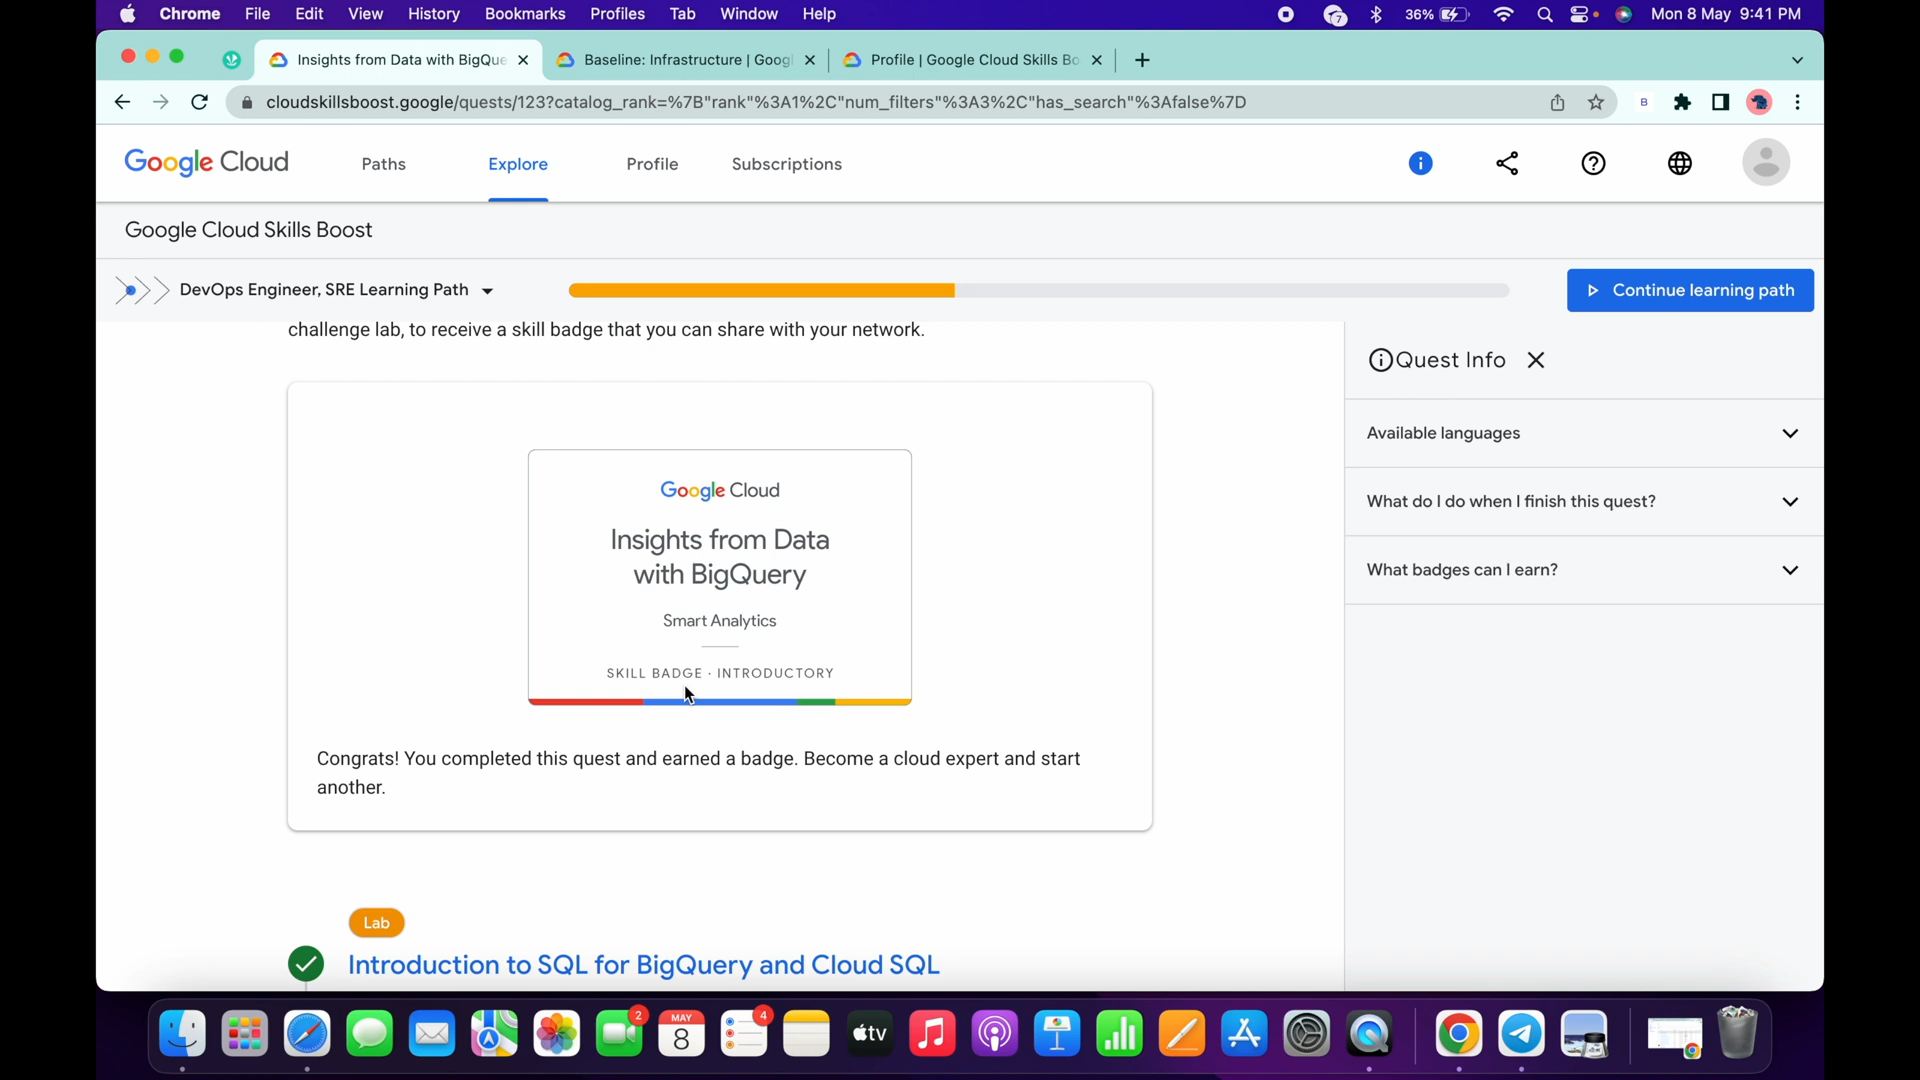 Chrome File Edit View History Bookmarks Profiles Tab Window Help 7 36% Mon 8 May 9:41 PM
Insights from Data with BigQue Baseline: Infrastructure | Googl Profile | Google Cloud Skills Bo
cloudskillsboost.google/quests/123?catalog_rank=%7B"rank"%3A1%2C"num_filters"%3A3%2C"has_search"%3Afalse%7D B
Google Cloud Paths Explore Profile Subscriptions
Google Cloud Skills Boost
DevOps Engineer, SRE Learning Path Continue learning path
challenge lab, to receive a skill badge that you can share with your network.
Quest Info
Available languages
What do I do when I finish this quest?
What badges can I earn?
Google Cloud
Insights from Data
with BigQuery
Smart Analytics
SKILL BADGE · INTRODUCTORY
Congrats! You completed this quest and earned a badge. Become a cloud expert and start
another.
Lab
Introduction to SQL for BigQuery and Cloud SQL
2 MAY 4
8 tv